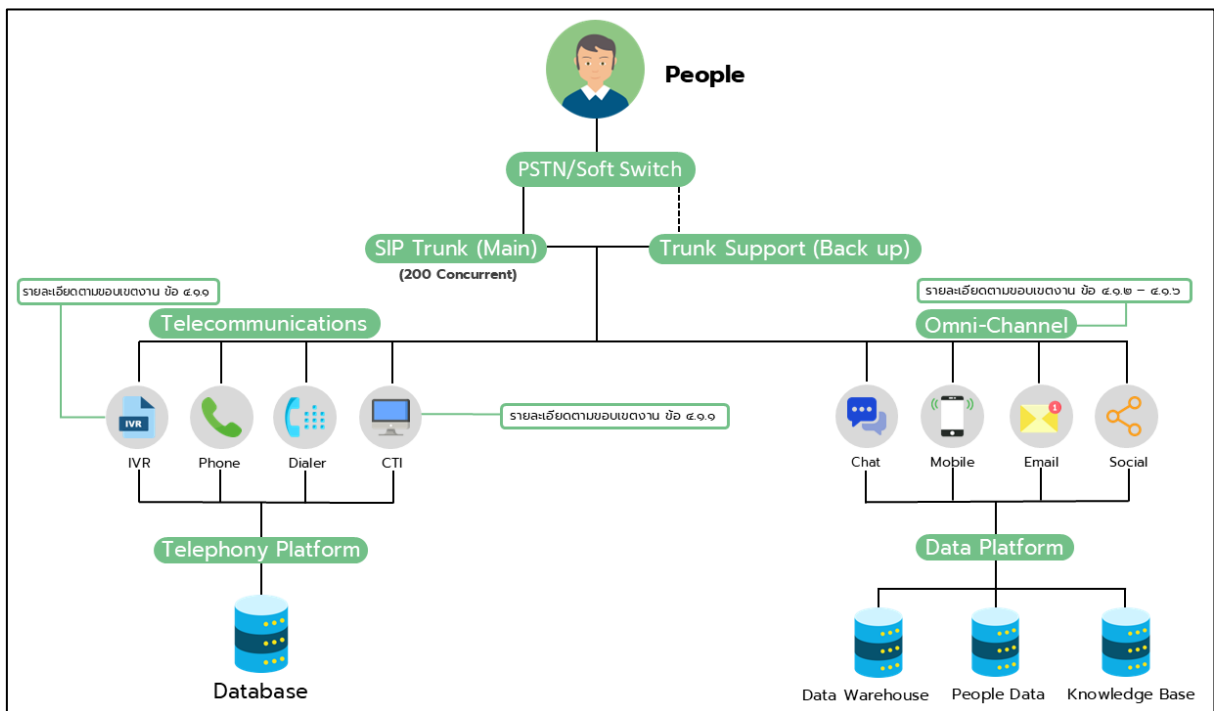 People
PSTN/Soft Switch
SIP Trunk (Main)
Trunk Support (Back up)
(200 Concurrent)
รายละเอียดตามขอบเขตงาน ข้อ ๔.๑.๑
รายละเอียดตามขอบเขตงาน ข้อ ๔.๑.๒ – ๔.๑.๖
Telecommunications
Omni-Channel
IVR
1
รายละเอียดตามขอบเขตงาน ข้อ ๔.๑.๑
IVR
Phone
Dialer
CTI
Chat
Mobile
Email
Social
Telephony Platform
Data Platform
Database
Data Warehouse
People Data
Knowledge Base